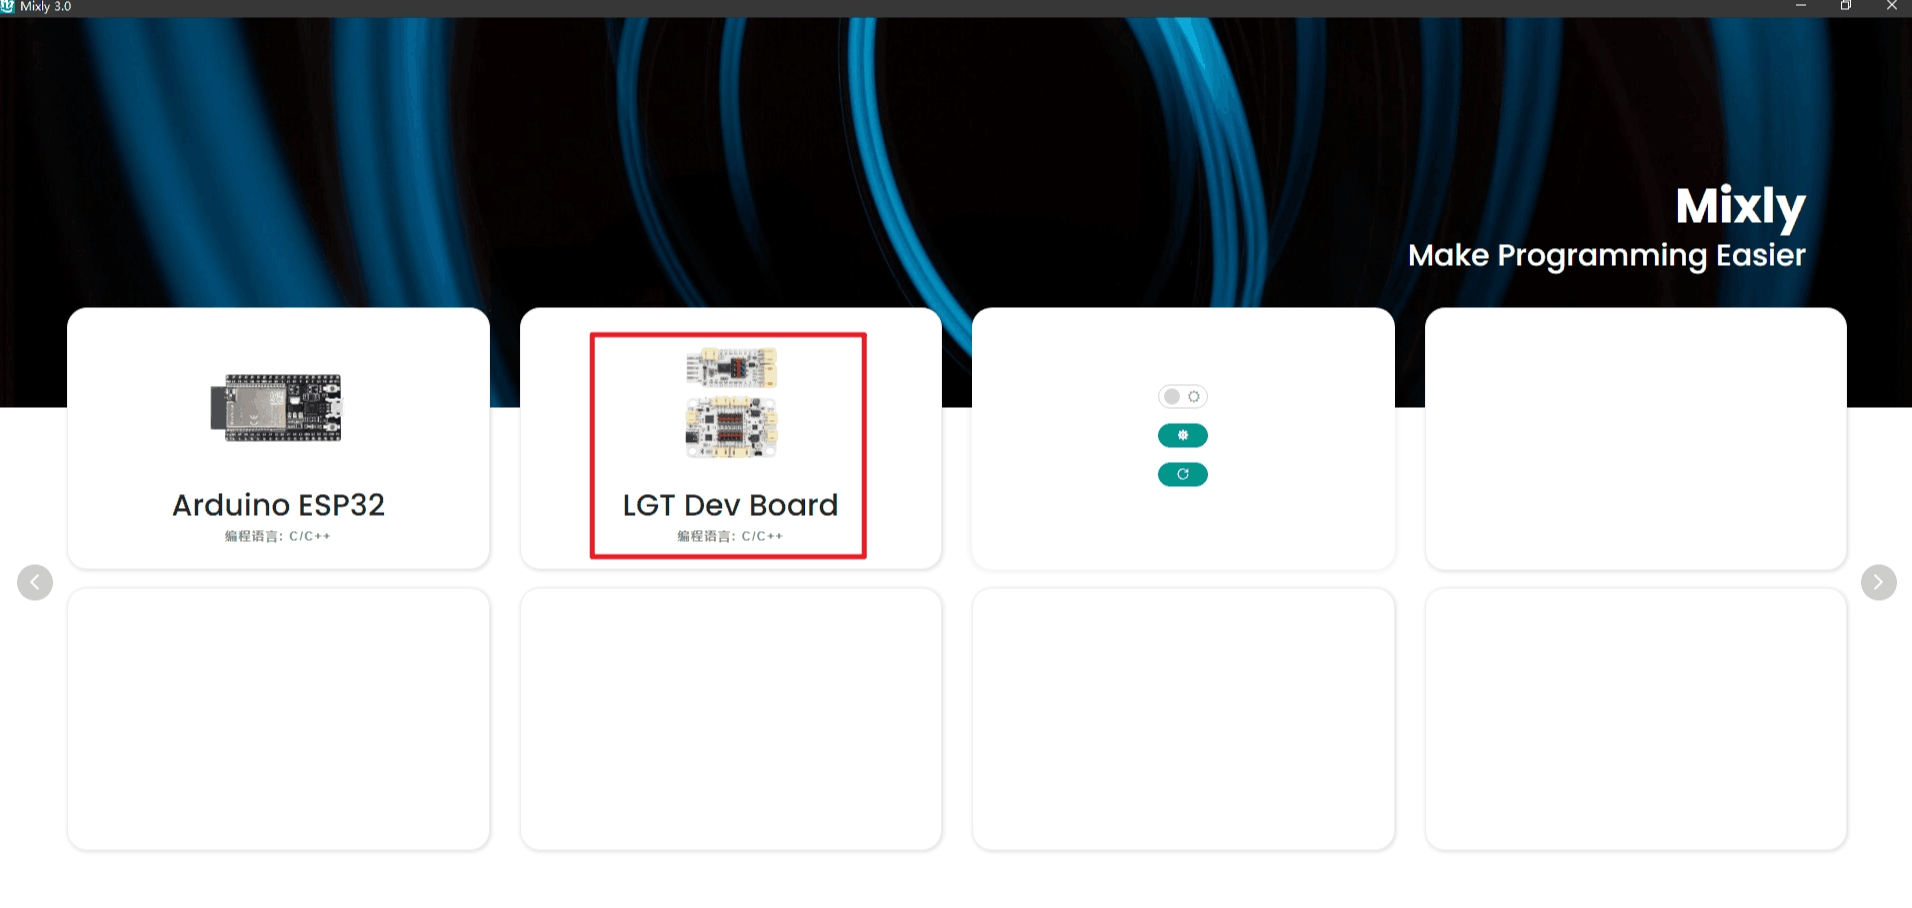 Mixly 3.0
Mixly
Make Programming Easier
Arduino ESP32
编程语言: C/C++
LGT Dev Board
编程语言: C/C++